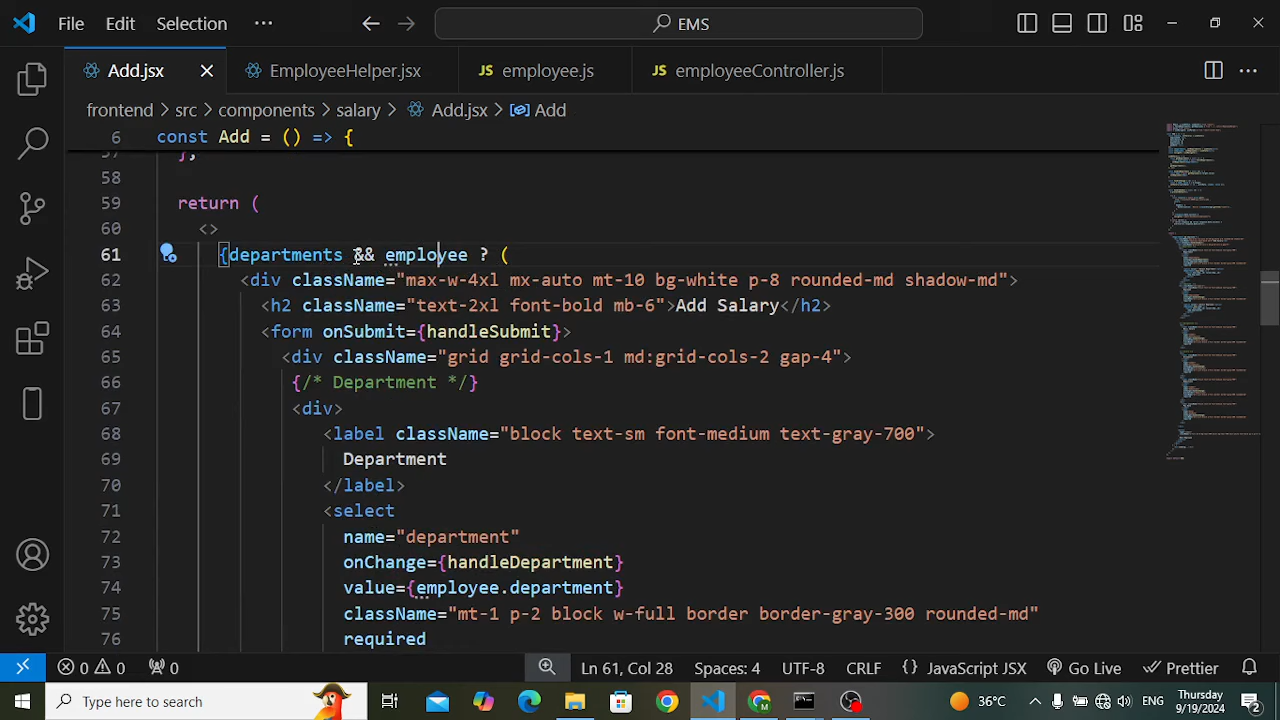 File Edit Selection ··· EMS
Add.jsx EmployeeHelper.jsx JS employee.js JS employeeController.js
frontend > src > components > salary > Add.jsx > Add
6 const Add = () => {
57 };
58
59 return (
60 <>
61 {departments && employee ? (
62 <div className="max-w-4xl mx-auto mt-10 bg-white p-8 rounded-md shadow-md">
63 <h2 className="text-2xl font-bold mb-6">Add Salary</h2>
64 <form onSubmit={handleSubmit}>
65 <div className="grid grid-cols-1 md:grid-cols-2 gap-4">
66 {/* Department */}
67 <div>
68 <label className="block text-sm font-medium text-gray-700">
69 Department
70 </label>
71 <select
72 name="department"
73 onChange={handleDepartment}
74 value={employee.department}
75 className="mt-1 p-2 block w-full border border-gray-300 rounded-md"
76 required
0 0 0 Ln 61, Col 28 Spaces: 4 UTF-8 CRLF {} JavaScript JSX Go Live Prettier
Type here to search 36°C ENG Thursday 9/19/2024 2